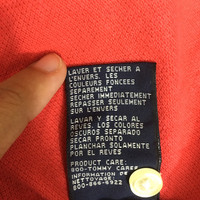 LAVER ET SECHER A
L'ENVERS. LES
COULEURS FONCEES
SEPAREMENT
SECHER IMMEDIATEMENT
REPASSER SEULEMENT
SUR L'ENVERS
LAVAR Y SECAR AL
REVES. LOS COLORES
OSCUROS SEPARADO
SECAR PRONTO
PLANCHAR SOLAMENTE
POR EL REVES
PRODUCT CARE:
800-TOMMY CARES
INFORMATION DE
NETTOYAGE:
800-866-6922